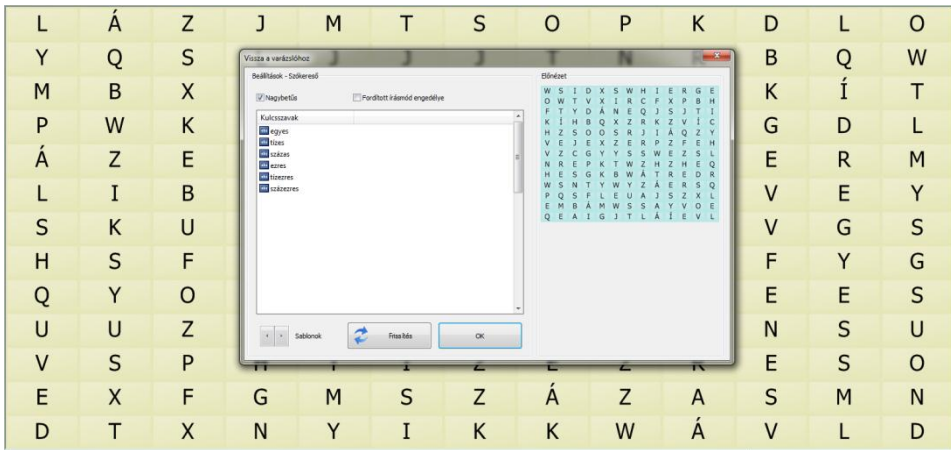 L Á Z J M T S O P K D L O
Y Q S B Q W
M B X K Í T
P W K G D L
Á Z E E R M
L I B V E Y
S K U V G S
H S F F Y G
Q Y O E E S
U U Z N S U
V S P E S O
E X F G M S Z Á Z A S M N
D T X N Y I K K W Á V L D
Vissza a varázslóhoz
Beállítások - Szókereső
Nagybetűs
Fordított írásmód engedélye
Kulcsszavak
egyes
tízes
százas
ezres
tízezres
százezres
Sablonok
Frissítés
OK
Előnézet
W S I D X S W H I E R G E
O W T V X I R C F X P B H
F T Y D Á N E Q J S J T I
K Í H B Q X Z R K Z V Í C
H Z S O O S R J I Á Q Z Y
V E J E X Z E R P Z F E H
V Z C G Y Y S S W E Z S L
N R E P K T W Z H Z H E Q
H E S G K B W Á T R E D R
W S N T Y W Y Z Á E R S Q
P Q S F L E U A J S Z X L
E M B Á M W S S A Y V O E
Q E A I G J T L Á Í E V L